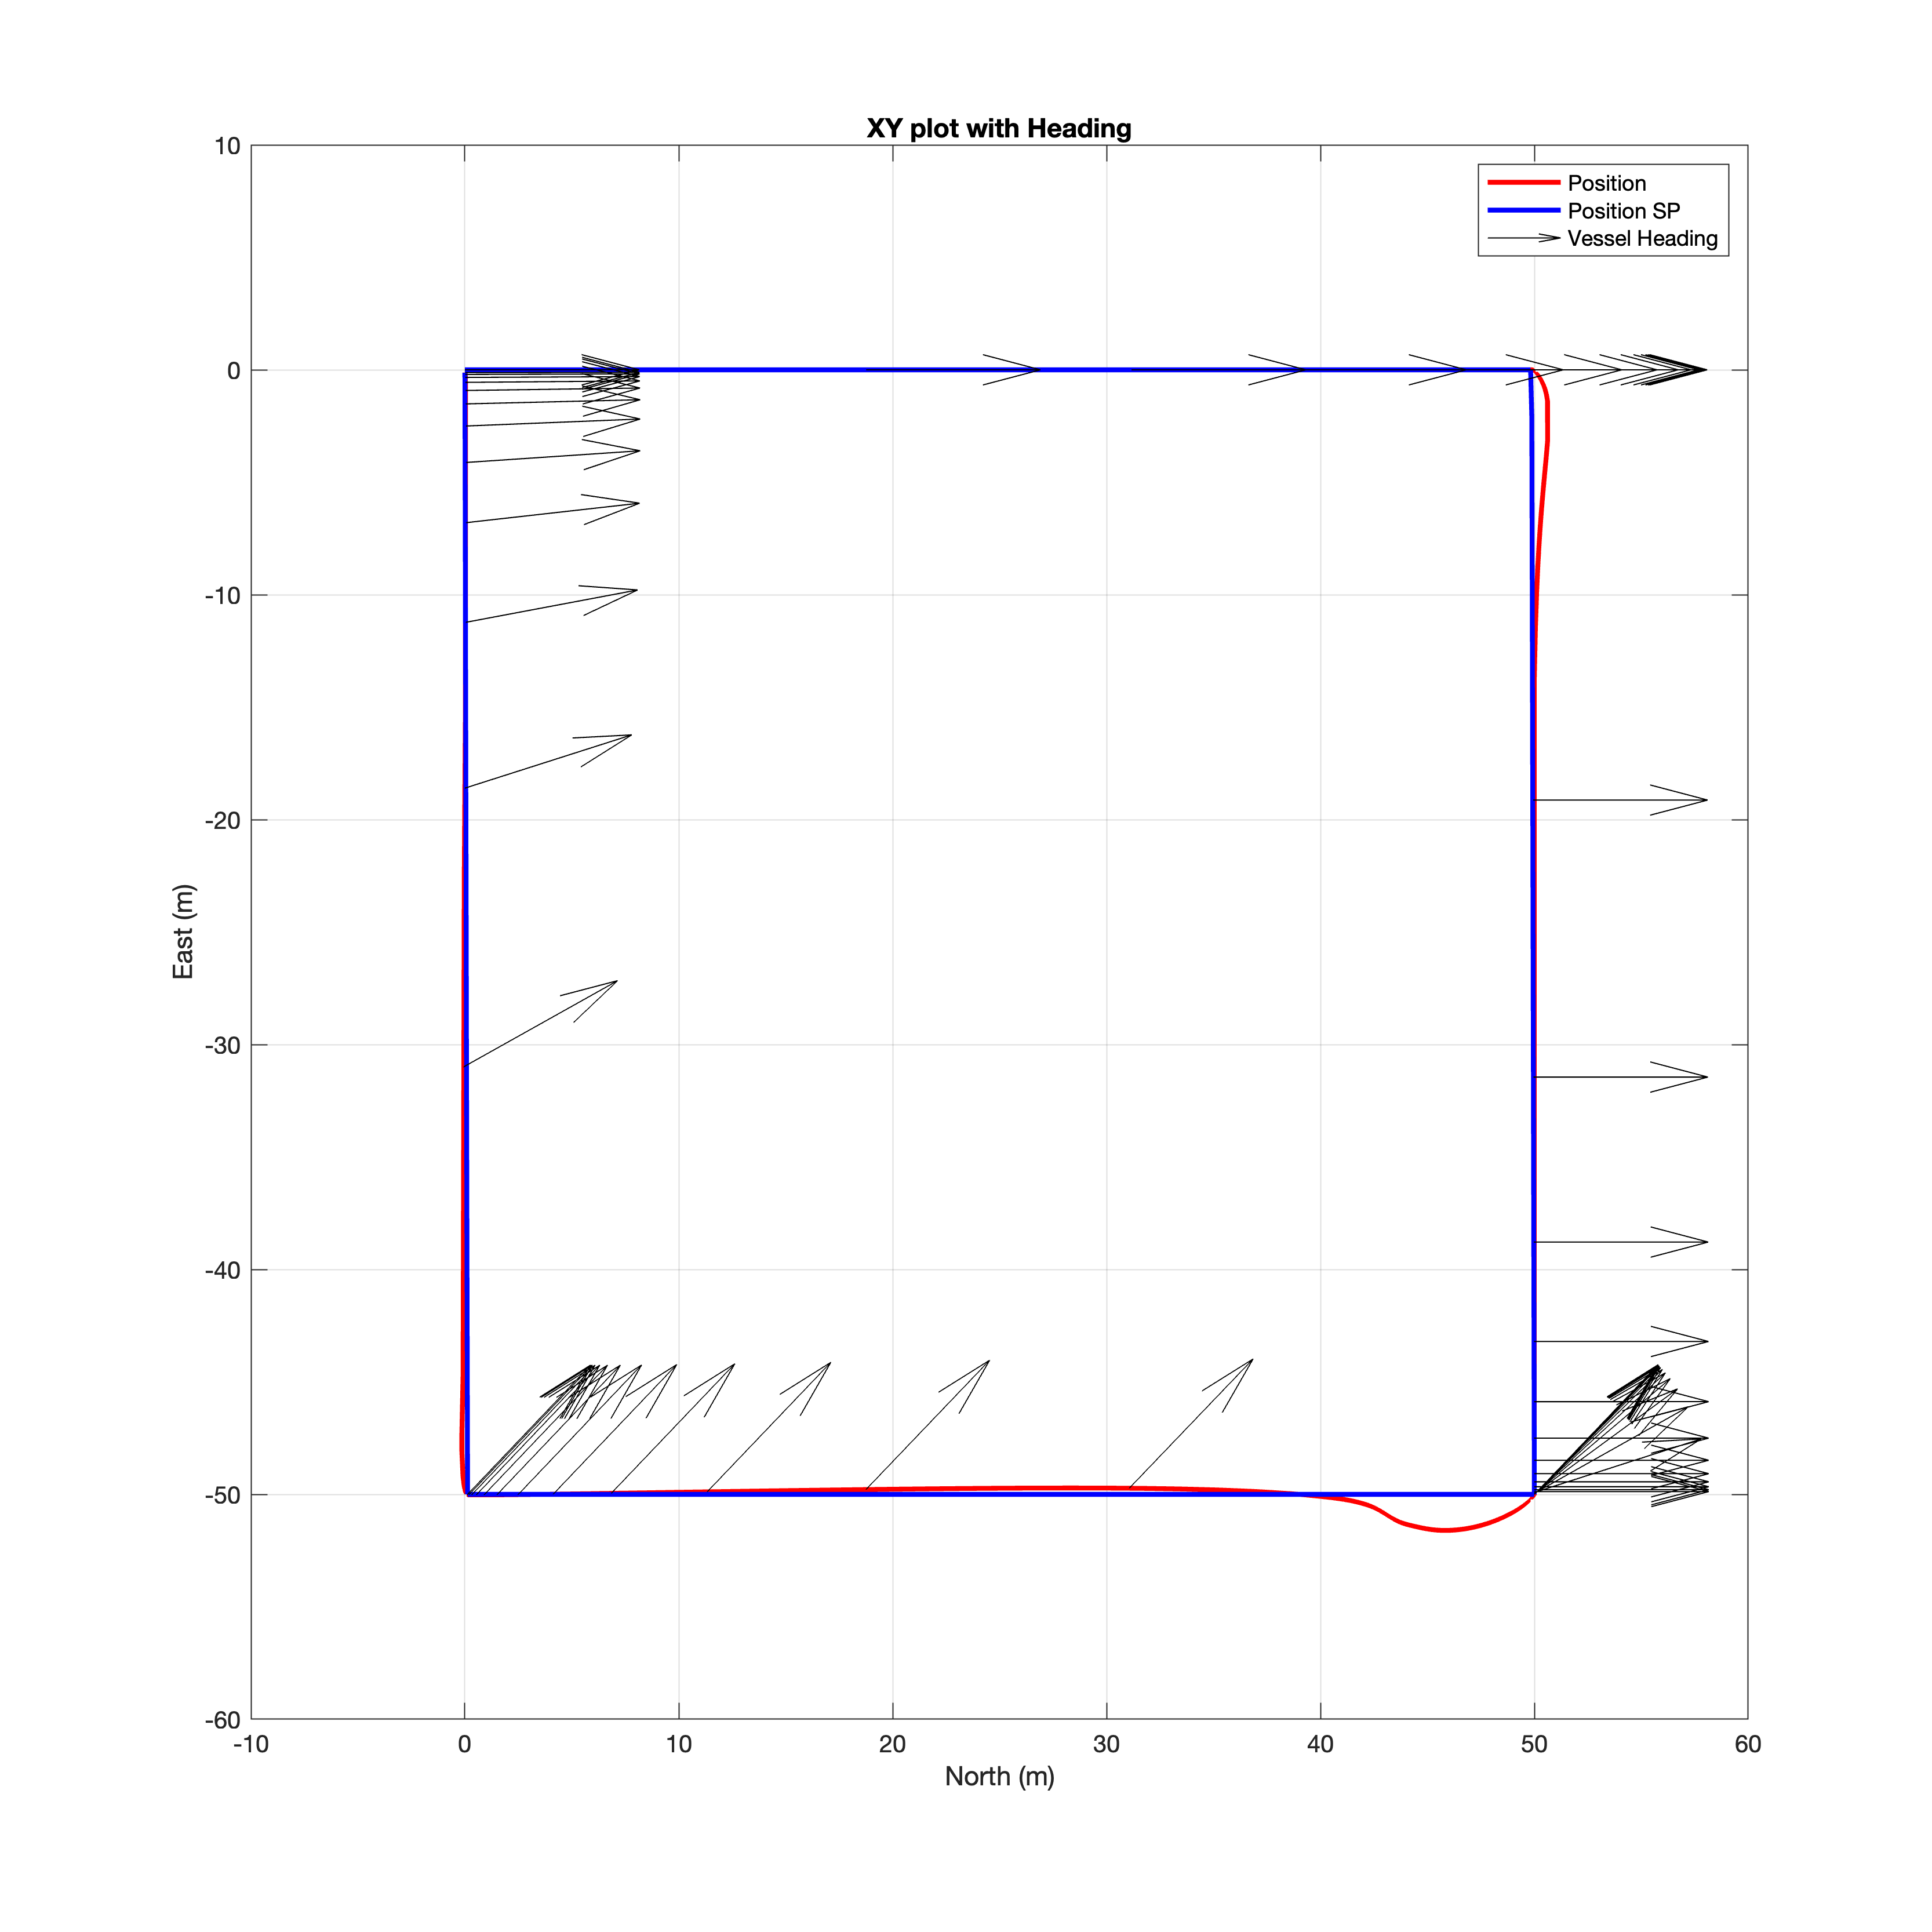 XY plot with Heading
Position
Position SP
Vessel Heading
10
0
-10
-20
-30
-40
-50
-60
East (m)
-10 0 10 20 30 40 50 60
North (m)